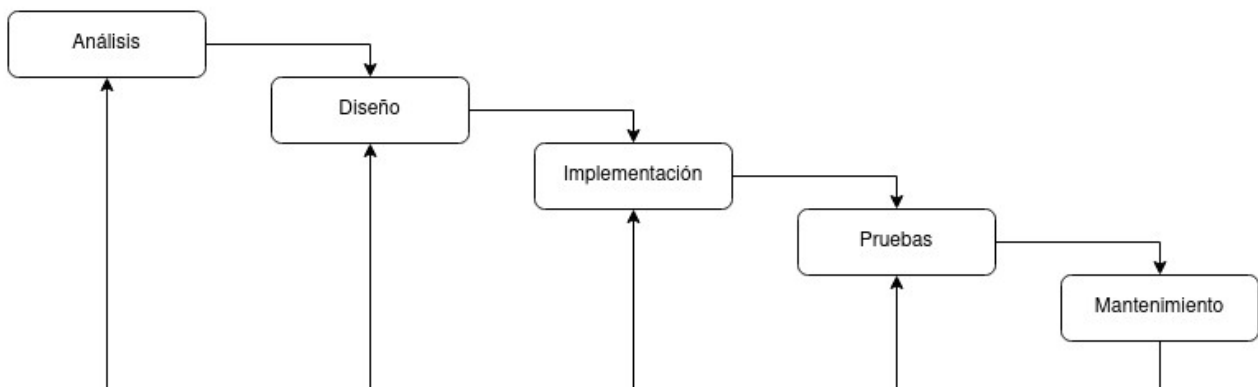 Análisis
Diseño
Implementación
Pruebas
Mantenimiento